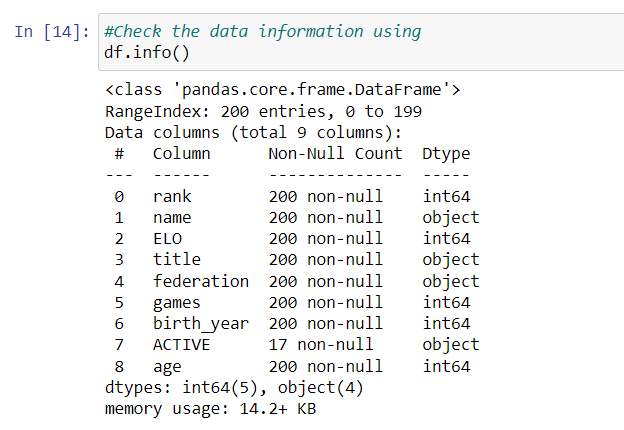 In [14]: #Check the data information using
df.info()
<class 'pandas.core.frame.DataFrame'>
RangeIndex: 200 entries, 0 to 199
Data columns (total 9 columns):
 #   Column      Non-Null Count  Dtype
---  ------      --------------  -----
 0   rank        200 non-null    int64
 1   name        200 non-null    object
 2   ELO         200 non-null    int64
 3   title       200 non-null    object
 4   federation  200 non-null    object
 5   games       200 non-null    int64
 6   birth_year  200 non-null    int64
 7   ACTIVE      17 non-null     object
 8   age         200 non-null    int64
dtypes: int64(5), object(4)
memory usage: 14.2+ KB